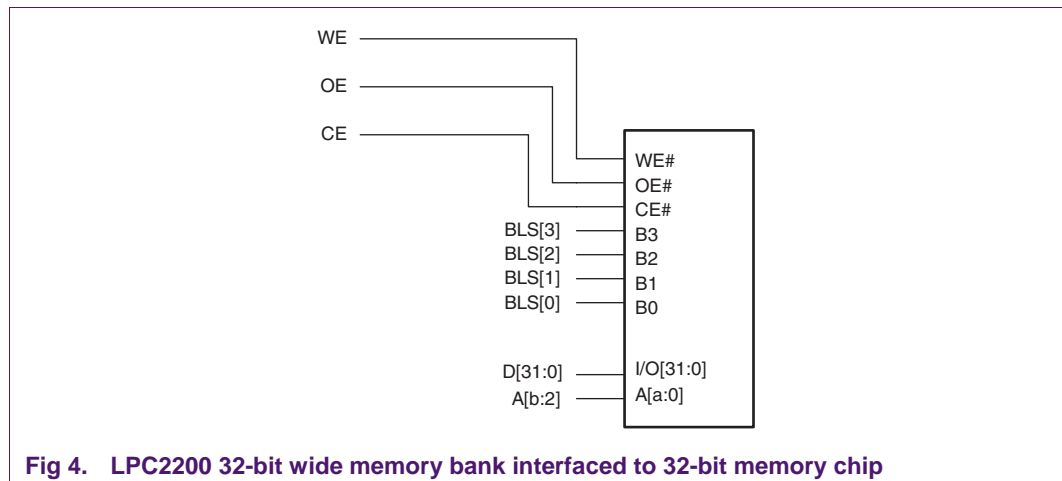 WE
OE
CE
WE#
OE#
CE#
BLS[3] B3
BLS[2] B2
BLS[1] B1
BLS[0] B0
D[31:0] I/O[31:0]
A[b:2] A[a:0]
Fig 4. LPC2200 32-bit wide memory bank interfaced to 32-bit memory chip